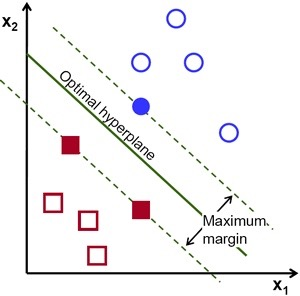 x2
Optimal hyperplane
Maximum
margin
x1